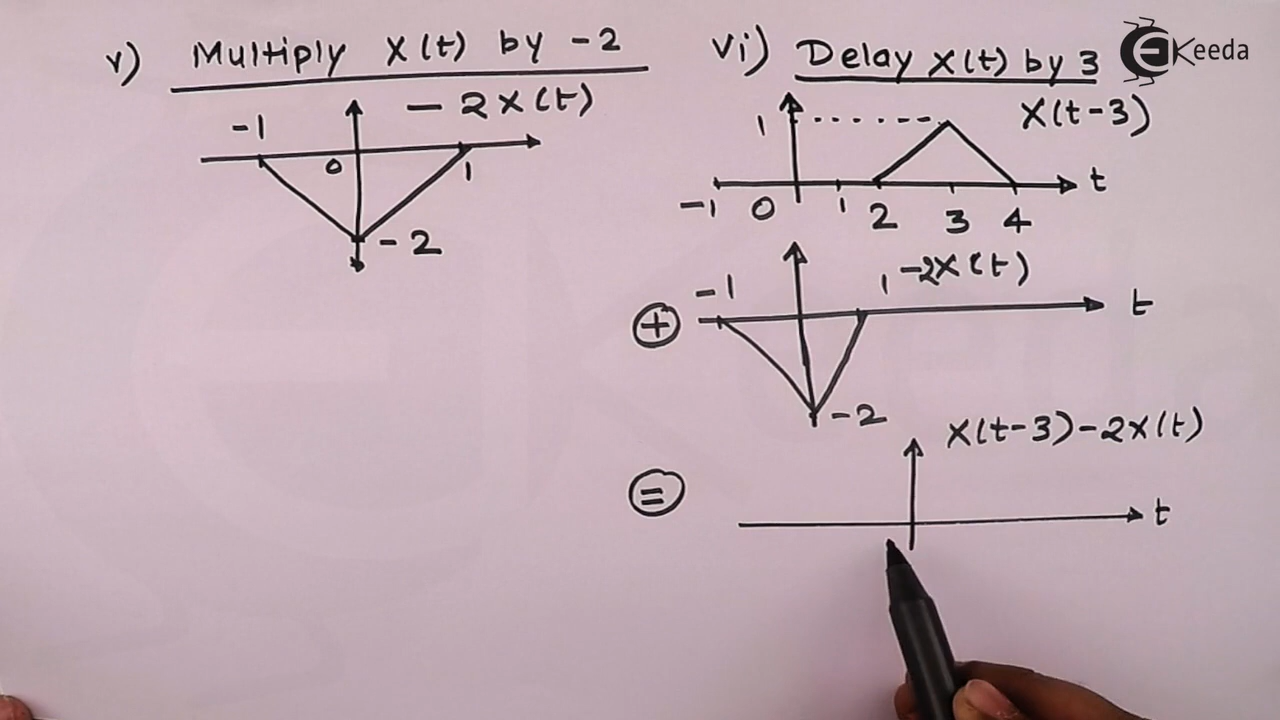 v) Multiply X(t) by -2
- 2X(t)
-1
0
1
-2
vi) Delay X(t) by 3
EKeeda
X(t-3)
1
t
-1 0 1 2 3 4
-1
1
-2X(t)
+
t
-2
X(t-3)-2X(t)
=
t